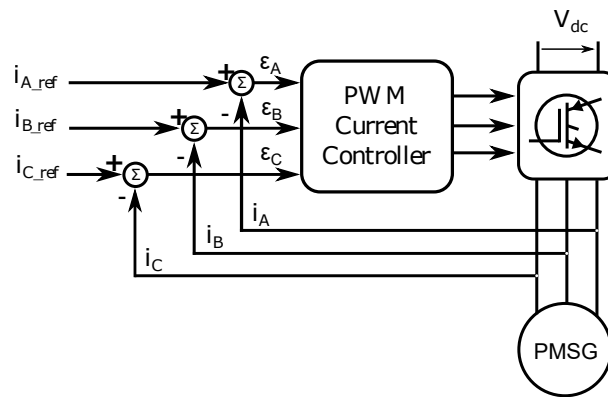 V_dc
i_A_ref
+
Σ
-
ε_A
i_B_ref
+
Σ
-
ε_B
i_C_ref
+
Σ
-
ε_C
PWM
Current
Controller
i_A
i_B
i_C
PMSG